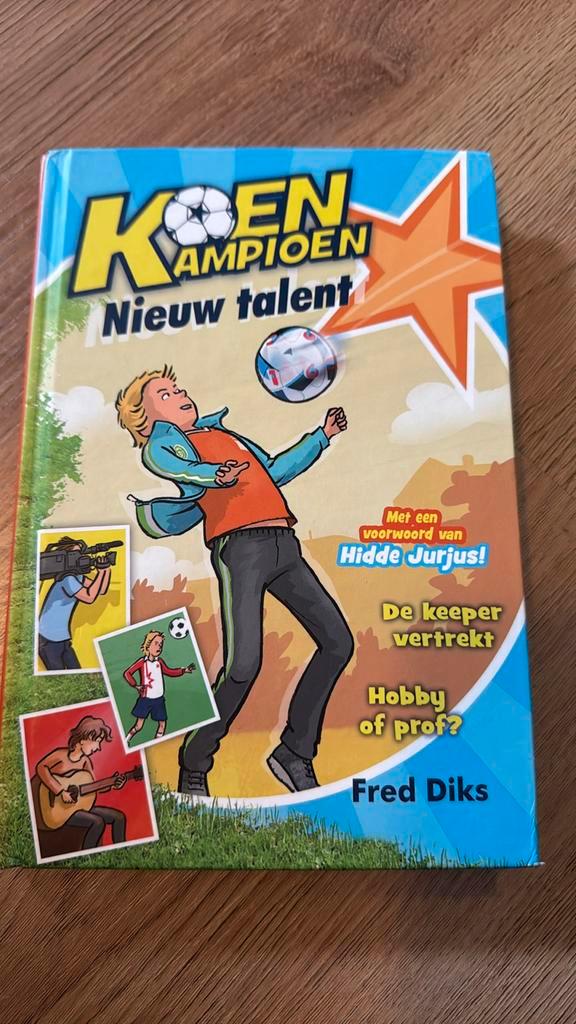 KOEN
KAMPIOEN
Nieuw talent
Met een
voorwoord van
Hidde Jurjus!
De keeper
vertrekt
Hobby
of prof?
Fred Diks